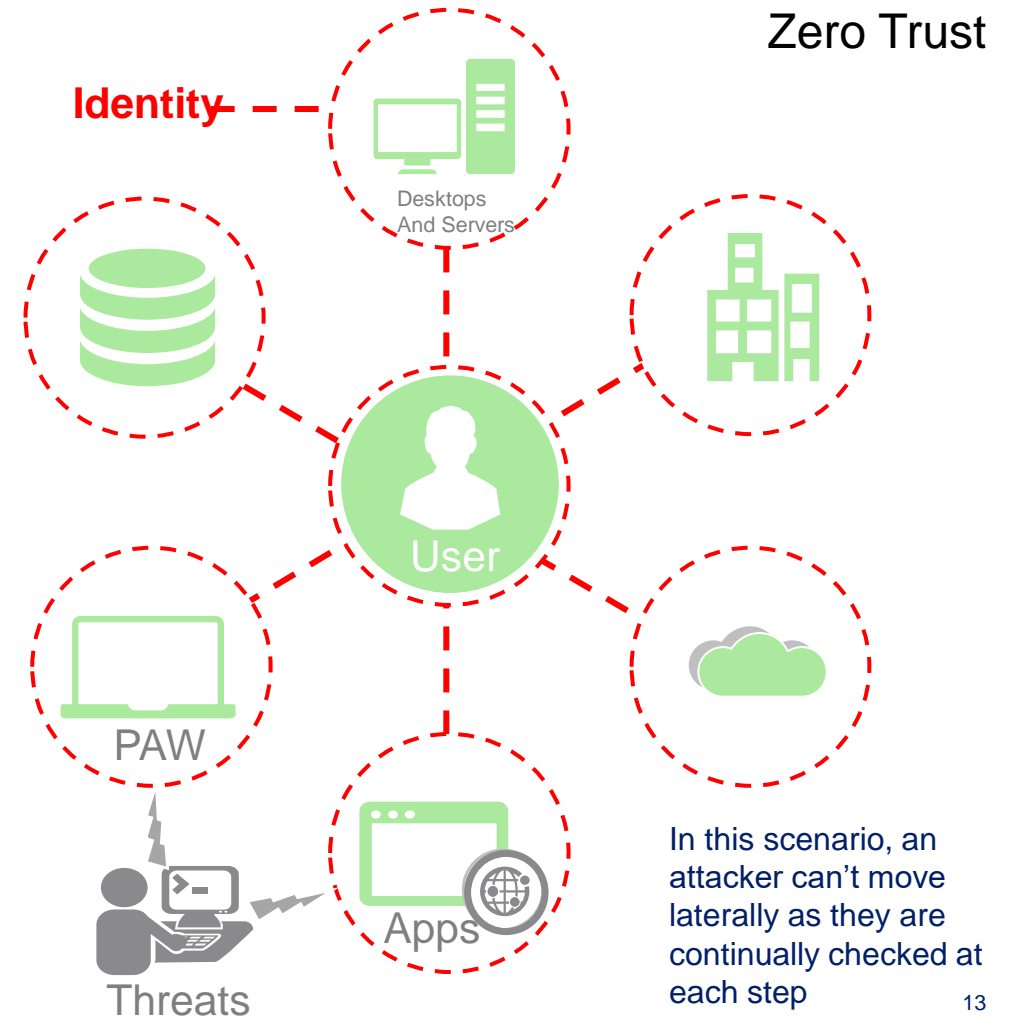 Zero Trust
Identity
Desktops
And Servers
User
PAW
Apps
Threats
In this scenario, an
attacker can’t move
laterally as they are
continually checked at
each step
13